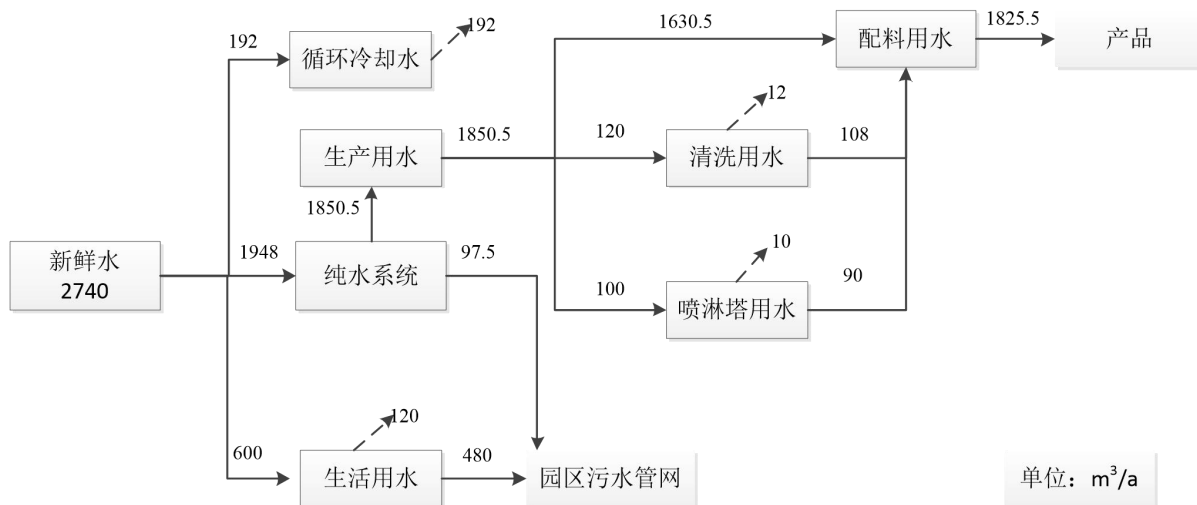 1630.5
1825.5
192
192
循环冷却水
配料用水
产品
12
1850.5
120
108
生产用水
清洗用水
1850.5
1948
97.5
10
新鲜水
2740
纯水系统
100
90
喷淋塔用水
120
600
480
生活用水
园区污水管网
单位：m³/a